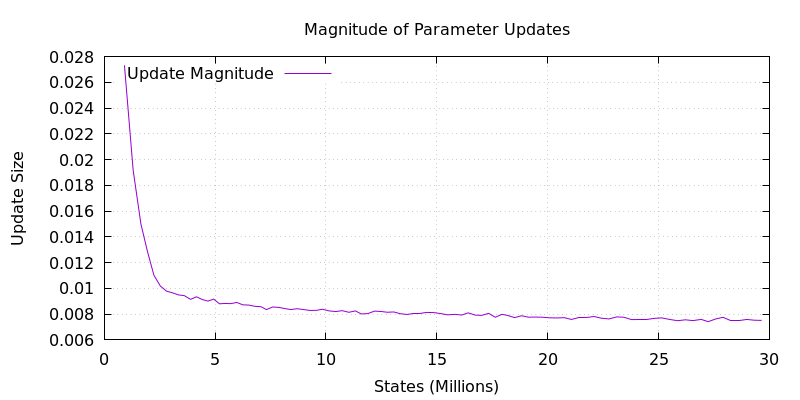 Magnitude of Parameter Updates
Update Magnitude
Update Size
0.028
0.026
0.024
0.022
0.02
0.018
0.016
0.014
0.012
0.01
0.008
0.006
0 5 10 15 20 25 30
States (Millions)